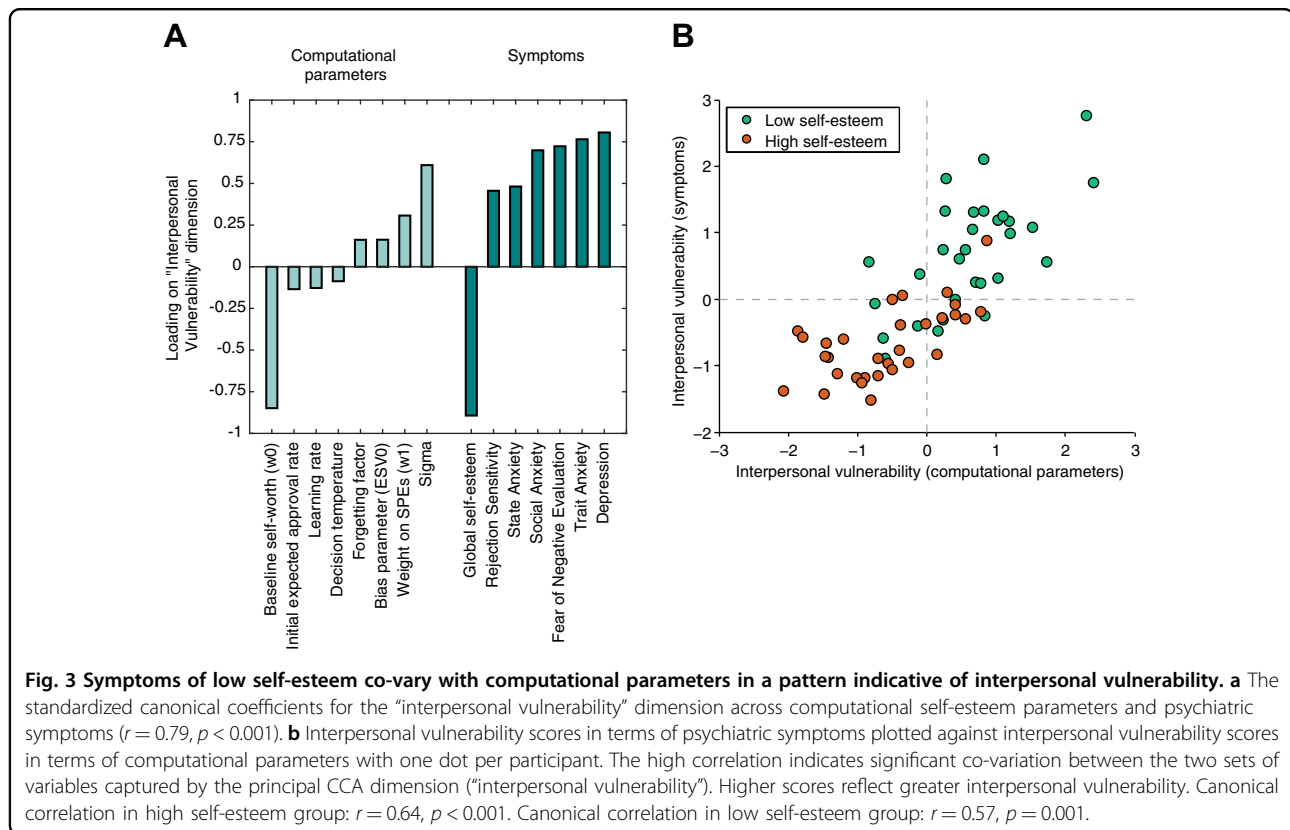 A
Computational
parameters
Symptoms
1
0.75
0.5
0.25
0
-0.25
-0.5
-0.75
-1
Loading on "Interpersonal
Vulnerability" dimension
Baseline self-worth (w0)
Initial expected approval rate
Learning rate
Decision temperature
Forgetting factor
Bias parameter (ESV0)
Weight on SPEs (w1)
Sigma
Global self-esteem
Rejection Sensitivity
State Anxiety
Social Anxiety
Fear of Negative Evaluation
Trait Anxiety
Depression
B
Low self-esteem
High self-esteem
3
2
1
0
−1
−2
Interpersonal vulnerability (symptoms)
−3 −2 −1 0 1 2 3
Interpersonal vulnerability (computational parameters)
Fig. 3 Symptoms of low self-esteem co-vary with computational parameters in a pattern indicative of interpersonal vulnerability. a The
standardized canonical coefficients for the “interpersonal vulnerability” dimension across computational self-esteem parameters and psychiatric
symptoms (r = 0.79, p < 0.001). b Interpersonal vulnerability scores in terms of psychiatric symptoms plotted against interpersonal vulnerability scores
in terms of computational parameters with one dot per participant. The high correlation indicates significant co-variation between the two sets of
variables captured by the principal CCA dimension (“interpersonal vulnerability”). Higher scores reflect greater interpersonal vulnerability. Canonical
correlation in high self-esteem group: r = 0.64, p < 0.001. Canonical correlation in low self-esteem group: r = 0.57, p = 0.001.